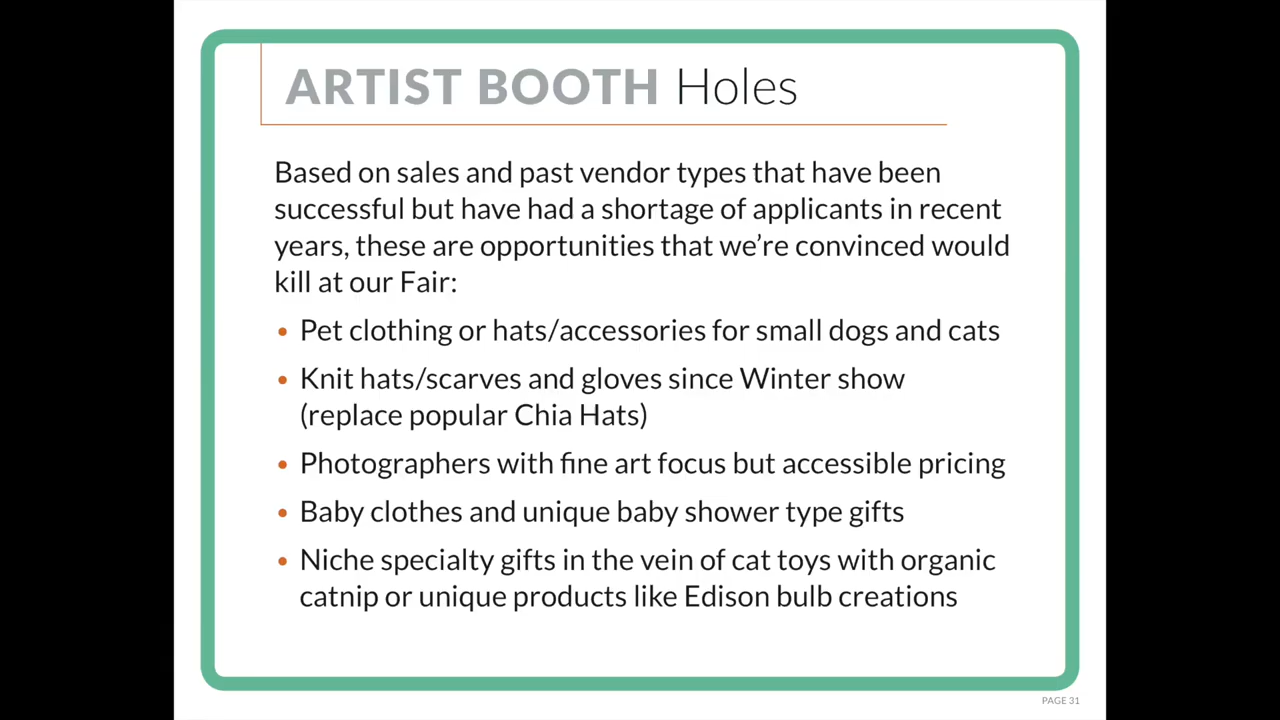 ARTIST BOOTH Holes
Based on sales and past vendor types that have been
successful but have had a shortage of applicants in recent
years, these are opportunities that we’re convinced would
kill at our Fair:
• Pet clothing or hats/accessories for small dogs and cats
• Knit hats/scarves and gloves since Winter show
(replace popular Chia Hats)
• Photographers with fine art focus but accessible pricing
• Baby clothes and unique baby shower type gifts
• Niche specialty gifts in the vein of cat toys with organic
catnip or unique products like Edison bulb creations
PAGE 31